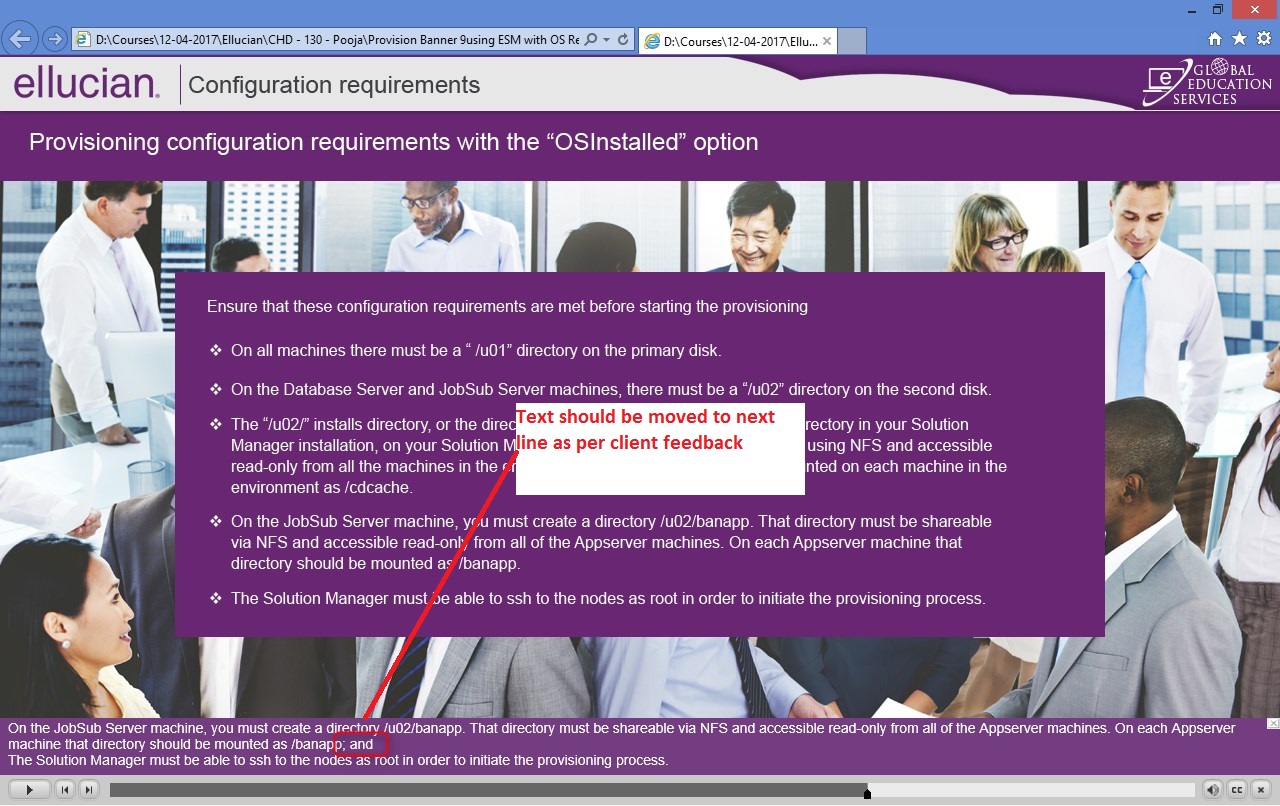 D:\Courses\12-04-2017\Ellucian\CHD - 130 - Pooja\Provision Banner 9using ESM with OS Re
D:\Courses\12-04-2017\Ellu...
ellucian.
Configuration requirements
GLOBAL
EDUCATION
SERVICES
Provisioning configuration requirements with the “OSInstalled” option
Ensure that these configuration requirements are met before starting the provisioning
❖ On all machines there must be a “ /u01” directory on the primary disk.
❖ On the Database Server and JobSub Server machines, there must be a “/u02” directory on the second disk.
❖ The “/u02/” installs directory, or the direc rectory in your Solution
Manager installation, on your Solution M using NFS and accessible
read-only from all the machines in the nted on each machine in the
environment as /cdcache.
Text should be moved to next
line as per client feedback
❖ On the JobSub Server machine, you must create a directory /u02/banapp. That directory must be shareable
via NFS and accessible read-only from all of the Appserver machines. On each Appserver machine that
directory should be mounted as /banapp.
❖ The Solution Manager must be able to ssh to the nodes as root in order to initiate the provisioning process.
On the JobSub Server machine, you must create a directory /u02/banapp. That directory must be shareable via NFS and accessible read-only from all of the Appserver machines. On each Appserver
machine that directory should be mounted as /banapp; and
The Solution Manager must be able to ssh to the nodes as root in order to initiate the provisioning process.
CC